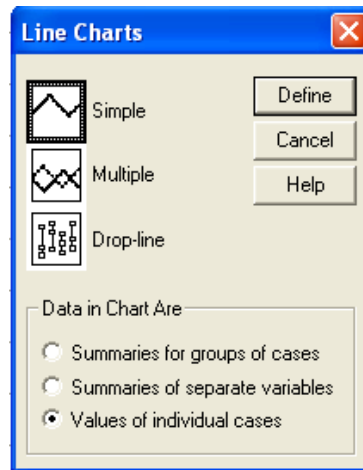 Line Charts
Simple
Define
Cancel
Multiple
Help
Drop-line
Data in Chart Are
Summaries for groups of cases
Summaries of separate variables
Values of individual cases